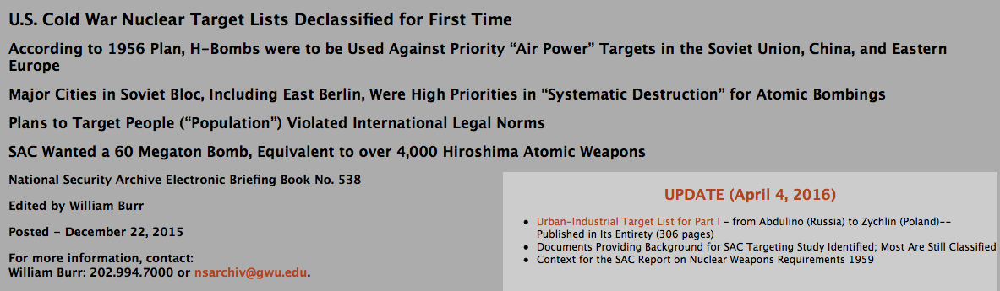 U.S. Cold War Nuclear Target Lists Declassified for First Time
According to 1956 Plan, H-Bombs were to be Used Against Priority “Air Power” Targets in the Soviet Union, China, and Eastern
Europe
Major Cities in Soviet Bloc, Including East Berlin, Were High Priorities in “Systematic Destruction” for Atomic Bombings
Plans to Target People (“Population”) Violated International Legal Norms
SAC Wanted a 60 Megaton Bomb, Equivalent to over 4,000 Hiroshima Atomic Weapons
National Security Archive Electronic Briefing Book No. 538
Edited by William Burr
Posted - December 22, 2015
For more information, contact:
William Burr: 202.994.7000 or nsarchiv@gwu.edu.
UPDATE (April 4, 2016)
• Urban-Industrial Target List for Part I - from Abdulino (Russia) to Zychlin (Poland)--
Published in Its Entirety (306 pages)
• Documents Providing Background for SAC Targeting Study Identified; Most Are Still Classified
• Context for the SAC Report on Nuclear Weapons Requirements 1959